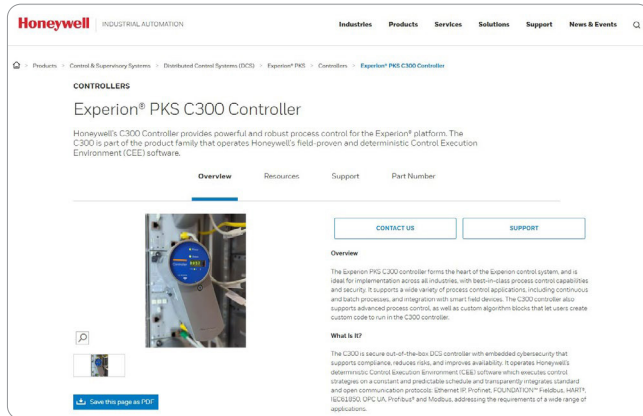 Honeywell | INDUSTRIAL AUTOMATION
Industries Products Services Solutions Support News & Events
Products > Control & Supervisory Systems > Distributed Control Systems (DCS) > Experion® PKS > Controllers > Experion® PKS C300 Controller
CONTROLLERS
Experion® PKS C300 Controller
Honeywell's C300 Controller provides powerful and robust process control for the Experion® platform. The
C300 is part of the product family that operates Honeywell's field-proven and deterministic Control Execution
Environment (CEE) software.
Overview Resources Support Part Number
CONTACT US SUPPORT
Overview
The Experion PKS C300 controller forms the heart of the Experion control system, and is
ideal for implementation across all industries, with best-in-class process control capabilities
and security. It supports a wide variety of process control applications, including continuous
and batch processes, and integration with smart field devices. The C300 controller also
supports advanced process control, as well as custom algorithm blocks that let users create
custom code to run in the C300 controller.
What Is It?
The C300 is secure out-of-the-box DCS controller with embedded cybersecurity that
supports compliance, reduces risks, and improves availability. It operates Honeywell's
deterministic Control Execution Environment (CEE) software which executes control
strategies on a constant and predictable schedule and transparently integrates standard
and open communication protocols: Ethernet IP, Profinet, FOUNDATION™ Fieldbus, HART®,
IEC61850, OPC UA, Profibus® and Modbus, addressing the requirements of a wide range of
applications.
Save this page as PDF